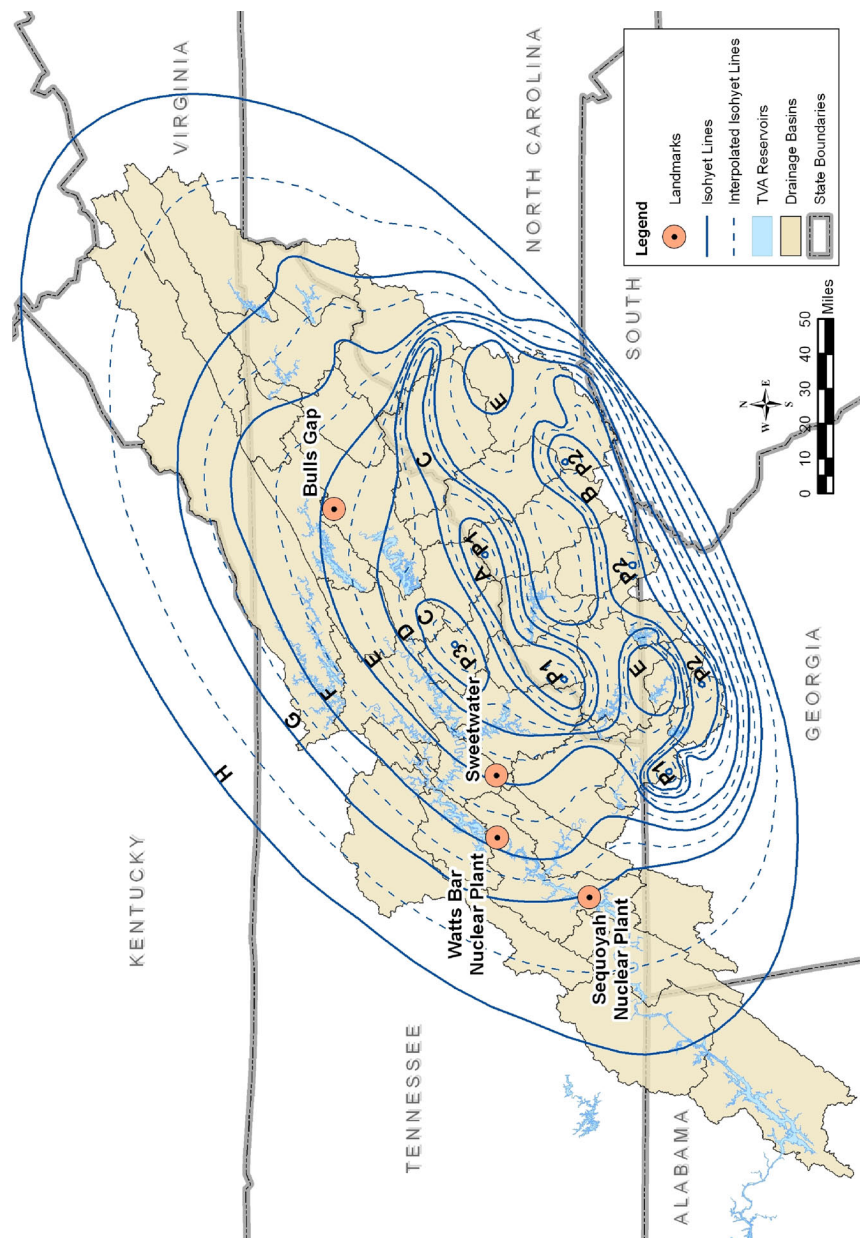 KENTUCKY
VIRGINIA
TENNESSEE
NORTH CAROLINA
SOUTH
GEORGIA
ALABAMA
Bulls Gap
Sweetwater
Watts Bar
Nuclear Plant
Sequoyah
Nuclear Plant
H
G
F
E
D
C
P3
C
A
P1
P1
E
B
P2
P2
E
P2
P1
N
W
E
S
0
10
20
30
40
50
Miles
Legend
Landmarks
Isohyet Lines
Interpolated Isohyet Lines
TVA Reservoirs
Drainage Basins
State Boundaries